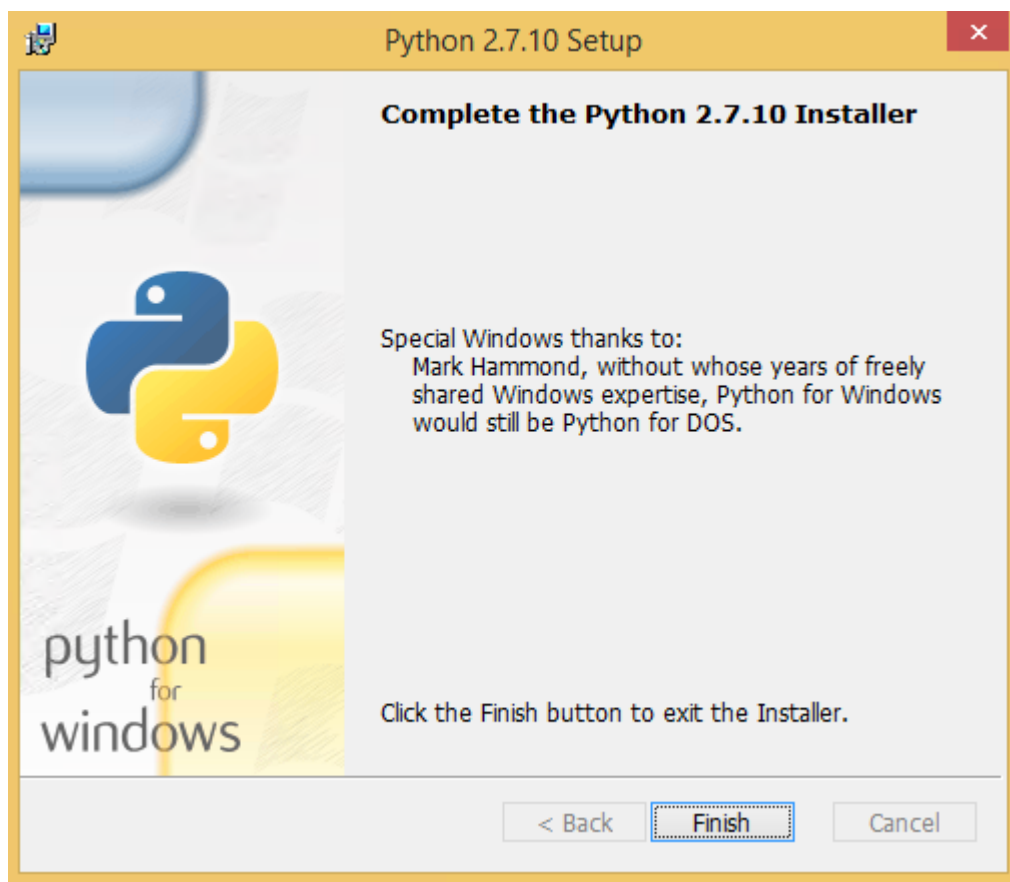 Python 2.7.10 Setup
Complete the Python 2.7.10 Installer
Special Windows thanks to:
Mark Hammond, without whose years of freely
shared Windows expertise, Python for Windows
would still be Python for DOS.
python
for
windows
Click the Finish button to exit the Installer.
< Back Finish Cancel